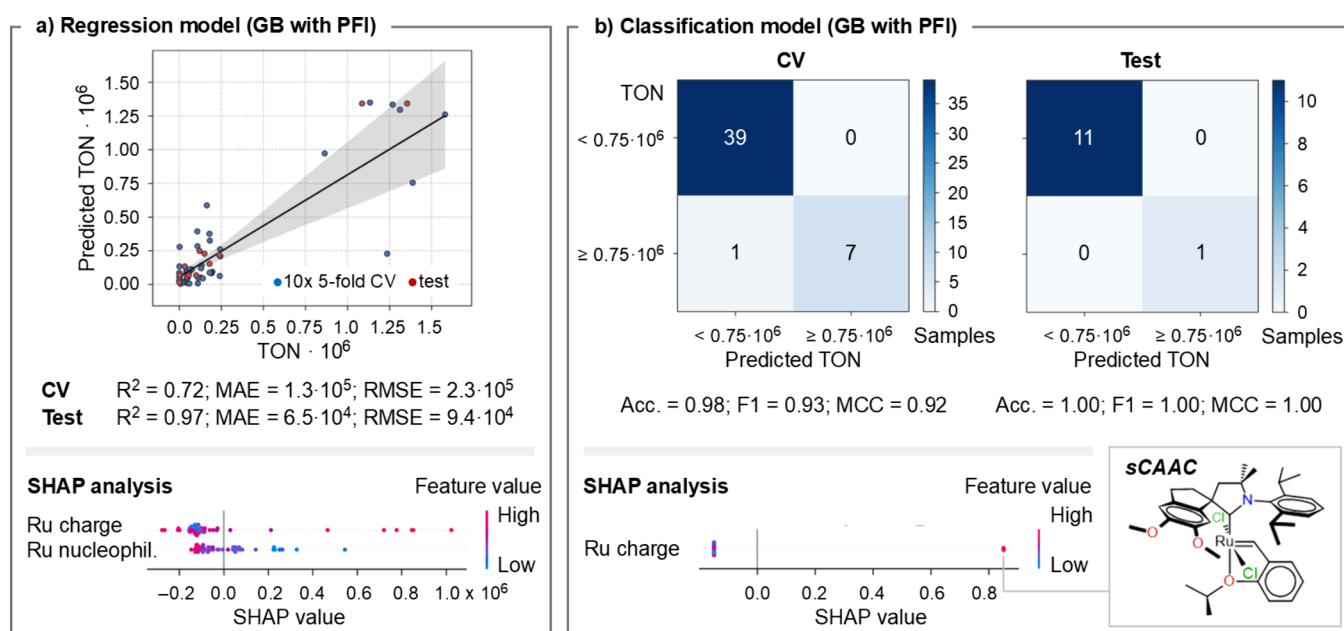 a) Regression model (GB with PFI)
Predicted TON · 10⁶
1.50
1.25
1.00
0.75
0.50
0.25
0.00
10x 5-fold CV test
0.0 0.25 0.5 0.75 1.0 1.25 1.5
TON · 10⁶
CV R² = 0.72; MAE = 1.3·10⁵; RMSE = 2.3·10⁵
Test R² = 0.97; MAE = 6.5·10⁴; RMSE = 9.4·10⁴
SHAP analysis
Feature value
Ru charge
Ru nucleophil.
High
Low
−0.2 0.0 0.2 0.4 0.6 0.8 1.0 x 10⁶
SHAP value
b) Classification model (GB with PFI)
CV
TON
< 0.75·10⁶
≥ 0.75·10⁶
39 0
1 7
35
30
25
20
15
10
5
0
< 0.75·10⁶ ≥ 0.75·10⁶ Samples
Predicted TON
Acc. = 0.98; F1 = 0.93; MCC = 0.92
Test
11 0
0 1
10
8
6
4
2
0
< 0.75·10⁶ ≥ 0.75·10⁶ Samples
Predicted TON
Acc. = 1.00; F1 = 1.00; MCC = 1.00
SHAP analysis
Feature value
Ru charge
High
Low
0.0 0.2 0.4 0.6 0.8
SHAP value
sCAAC
N
Cl
O
O
Ru
Cl
O